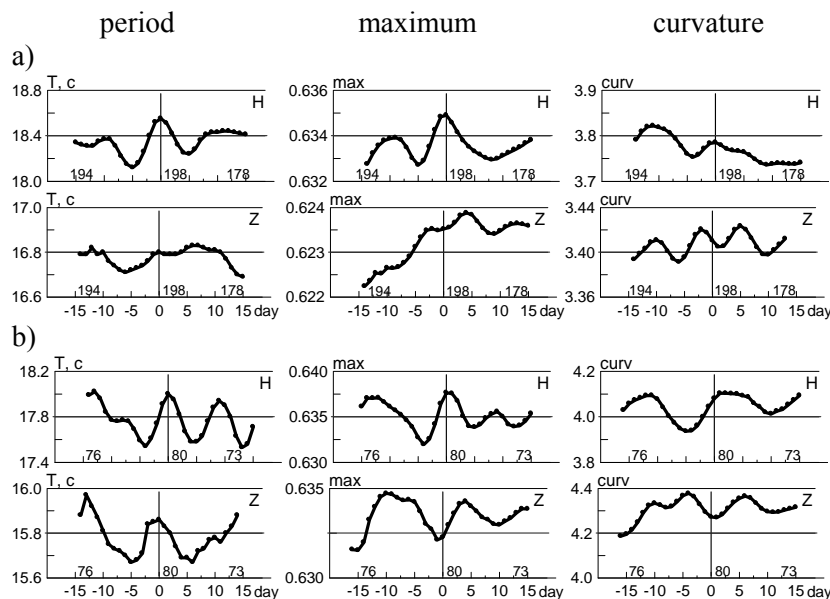 period maximum curvature
a)
T, c max curv
18.8 H 0.636 H 3.9 H
18.4 0.634 3.8
18.0 194 198 178 0.632 194 198 178 3.7 194 198 178
T, c max curv
17.0 Z 0.624 Z 3.44 Z
16.8 0.623 3.40
16.6 194 198 178 0.622 194 198 178 3.36 194 198 178
-15 -10 -5 0 5 10 15 day -15 -10 -5 0 5 10 15 day -15 -10 -5 0 5 10 15 day
b)
T, c max curv
18.2 H 0.640 H 4.2 H
17.8 0.635 4.0
17.4 76 80 73 0.630 76 80 73 3.8 76 80 73
T, c max curv
16.0 Z 0.635 Z 4.4 Z
15.8 4.2
15.6 76 80 73 0.630 76 80 73 4.0 76 80 73
-15 -10 -5 0 5 10 15 day -15 -10 -5 0 5 10 15 day -15 -10 -5 0 5 10 15 day